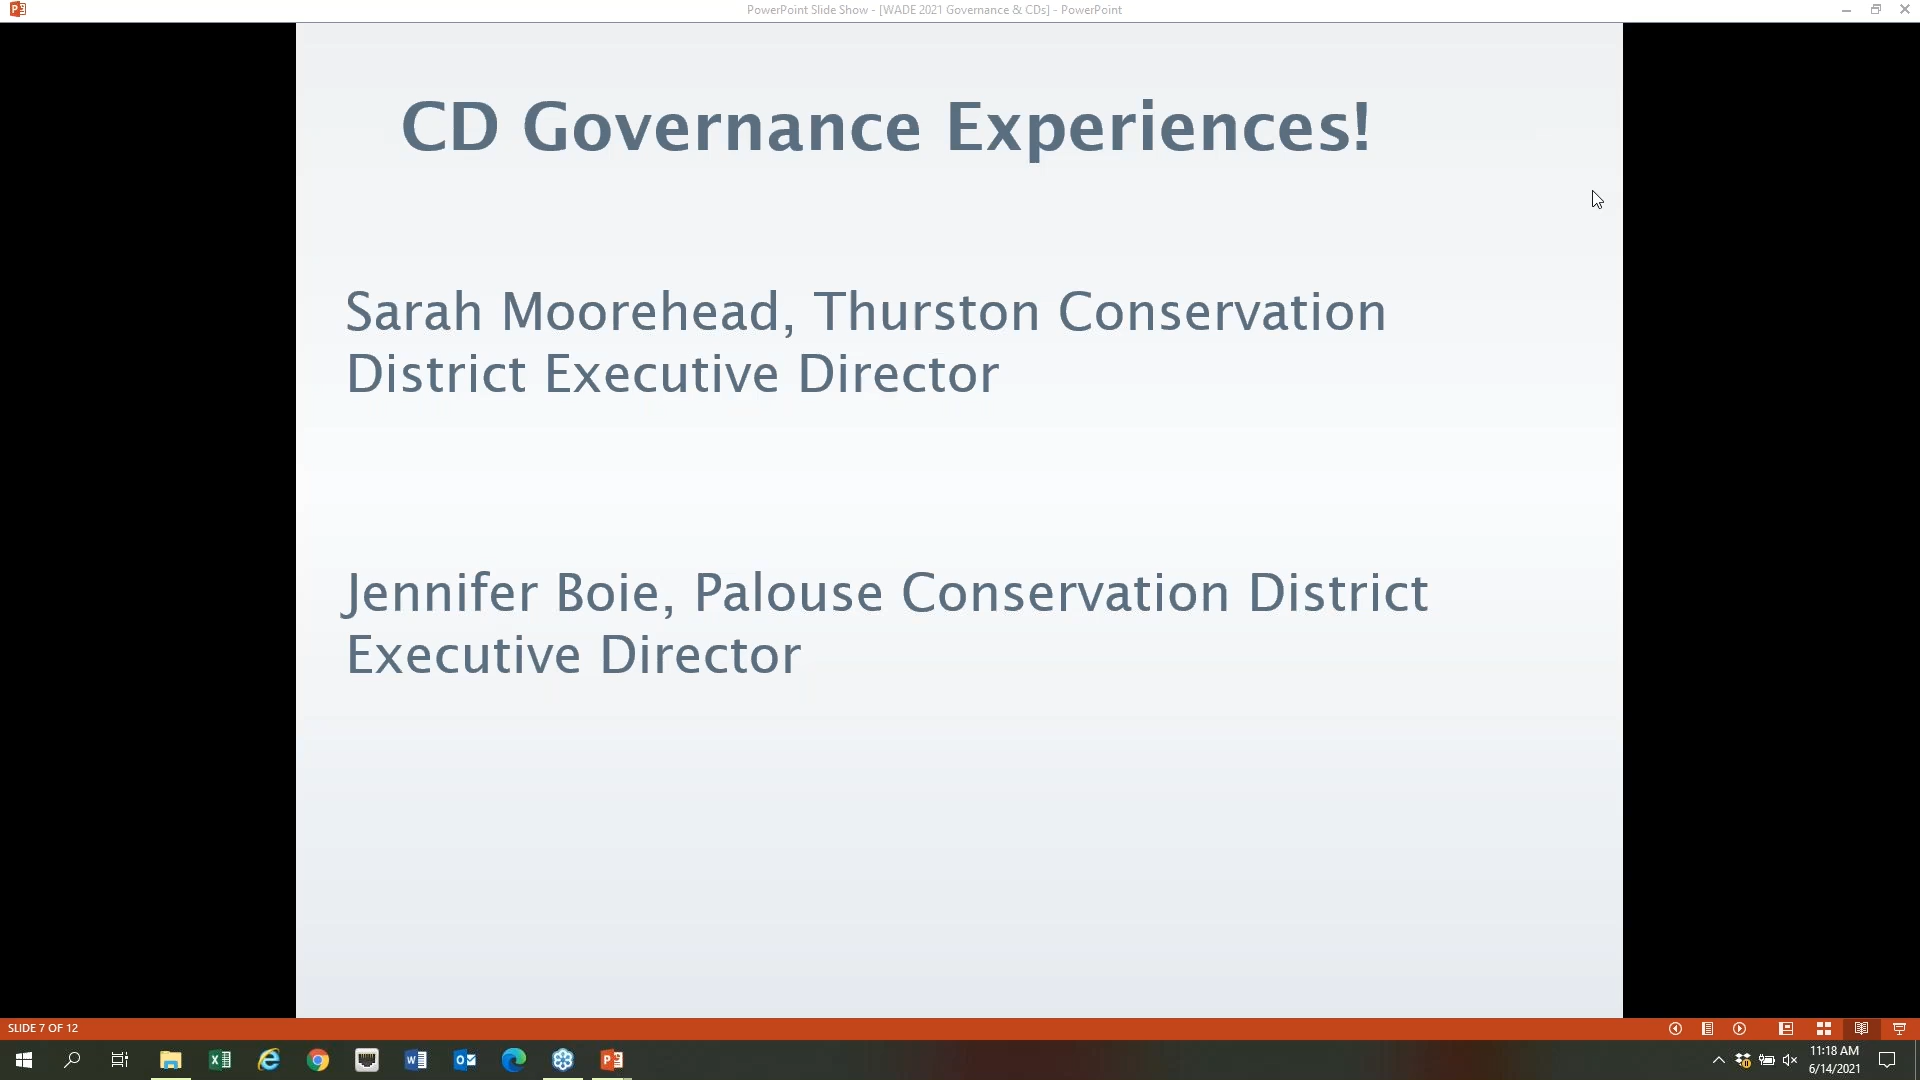 PowerPoint Slide Show - [WADE 2021 Governance & CDs] - PowerPoint
CD Governance Experiences!
Sarah Moorehead, Thurston Conservation
District Executive Director
Jennifer Boie, Palouse Conservation District
Executive Director
SLIDE 7 OF 12
11:18 AM
6/14/2021